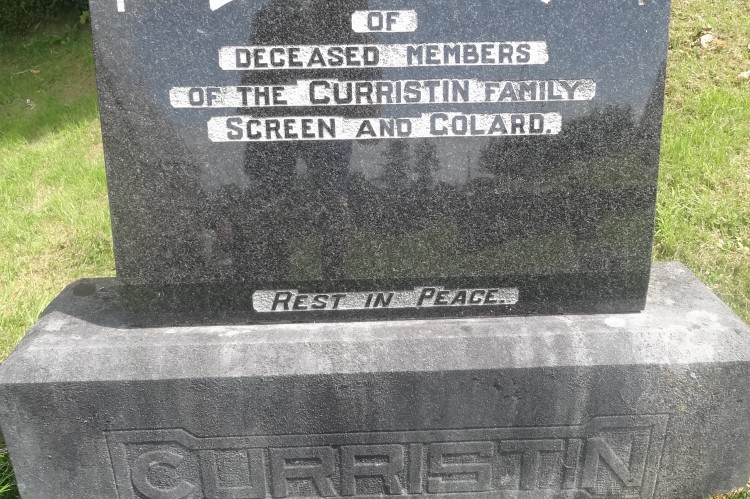 OF
DECEASED MEMBERS
OF THE CURRISTIN FAMILY
SCREEN AND COLARD.
REST IN PEACE.
CURRISTIN